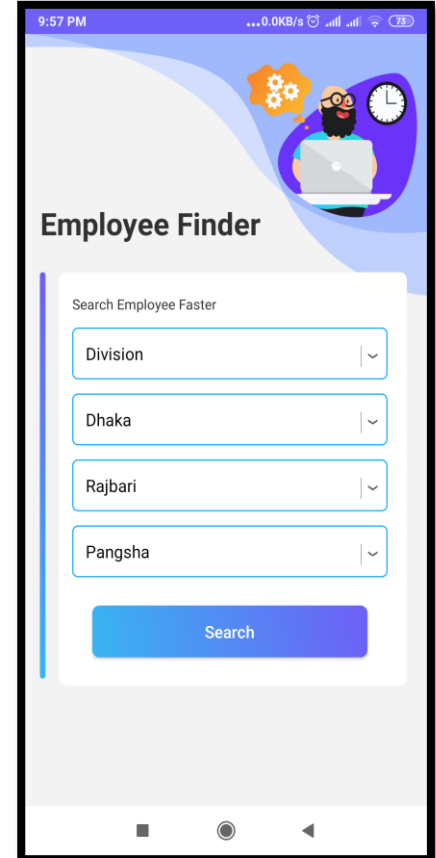 9:57 PM ...0.0KB/s 73
Employee Finder
Search Employee Faster
Division
Dhaka
Rajbari
Pangsha
Search